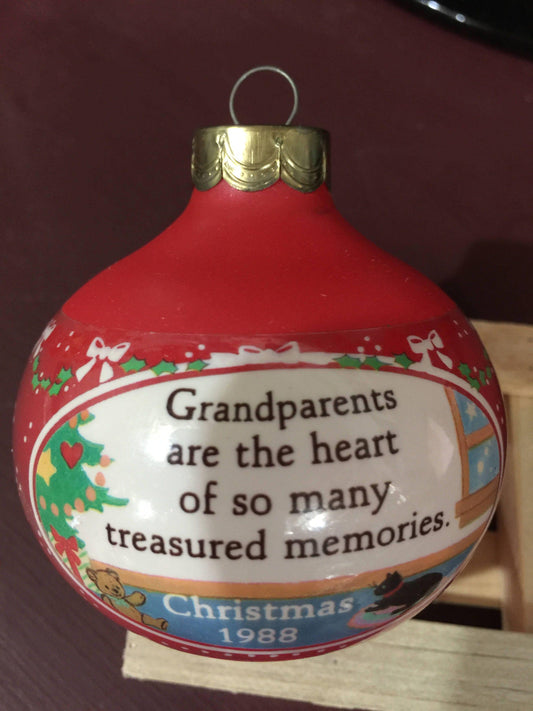 Grandparents
are the heart
of so many
treasured memories.
Christmas
1988